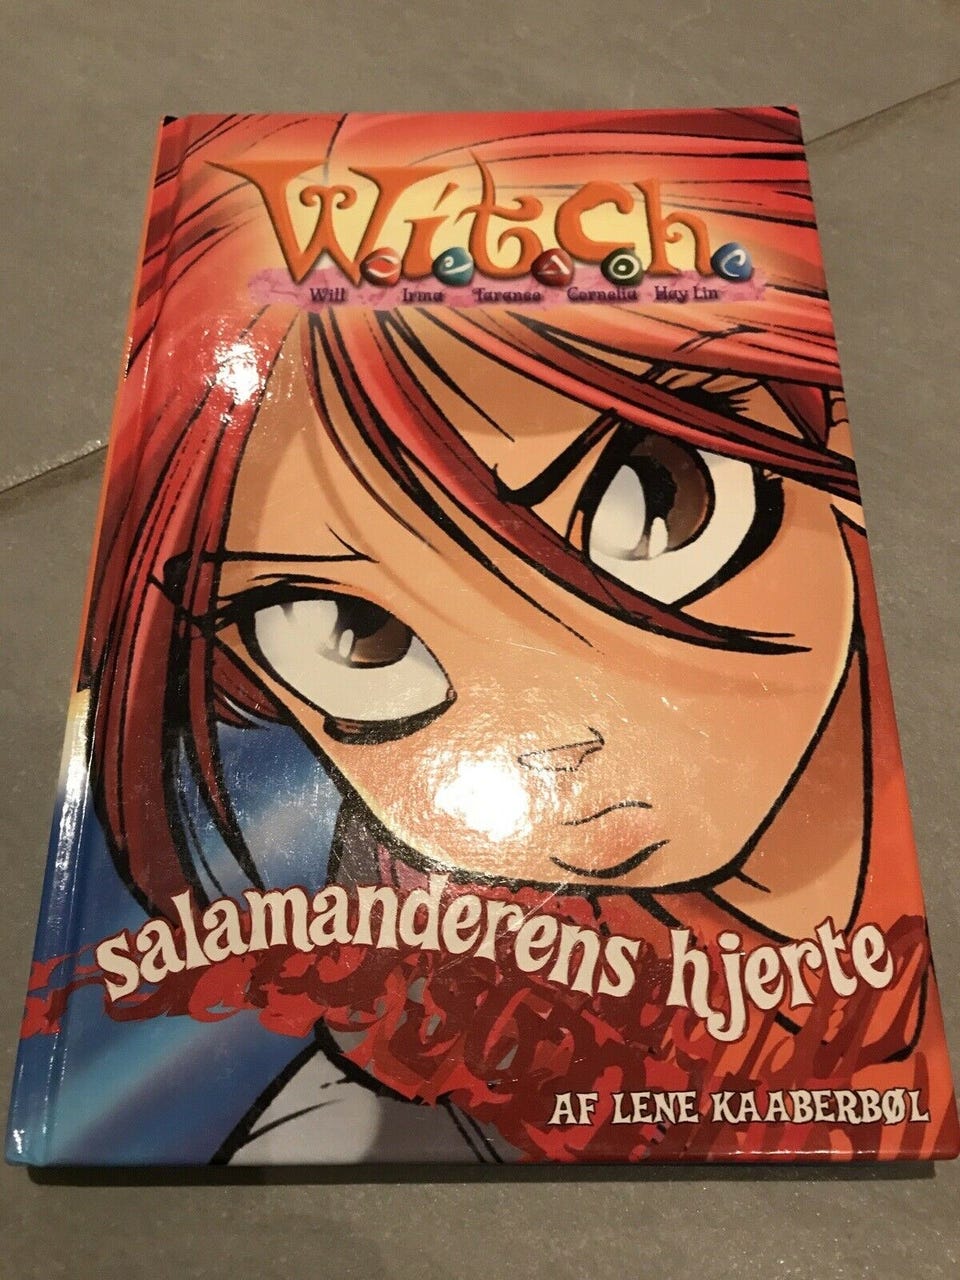 W.i.t.c.h.
Will Irma Taranee Cornelia Hay Lin
salamanderens hjerte
AF LENE KAABERBØL